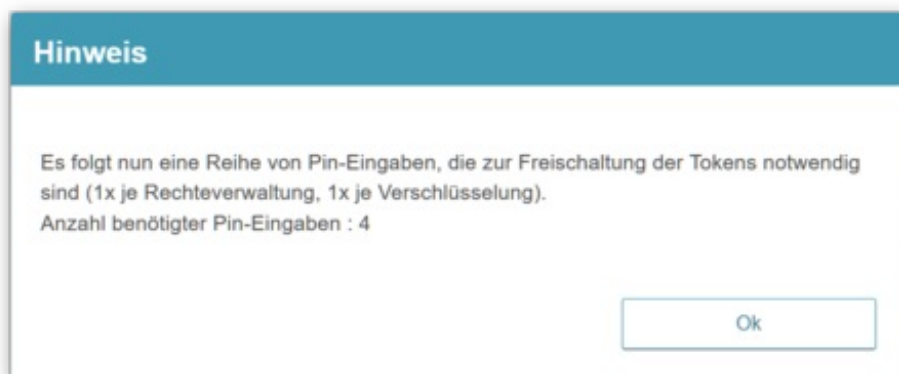 Hinweis
Es folgt nun eine Reihe von Pin-Eingaben, die zur Freischaltung der Tokens notwendig
sind (1x je Rechteverwaltung, 1x je Verschlüsselung).
Anzahl benötigter Pin-Eingaben : 4
Ok